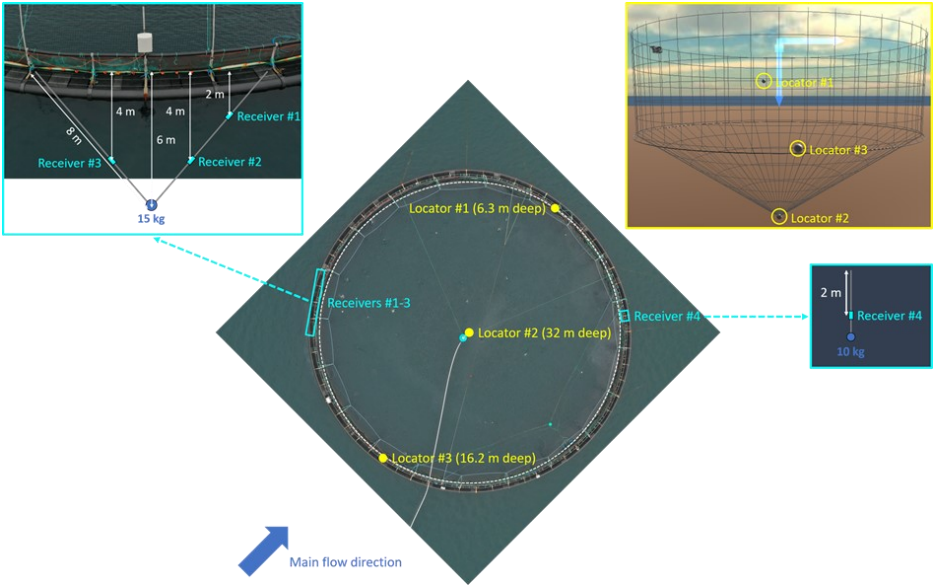 4 m
4 m
2 m
6 m
8 m
Receiver #1
Receiver #3
Receiver #2
15 kg
Locator #1
Locator #3
Locator #2
Locator #1 (6.3 m deep)
Receivers #1-3
Receiver #4
Locator #2 (32 m deep)
2 m
Receiver #4
10 kg
Locator #3 (16.2 m deep)
Main flow direction